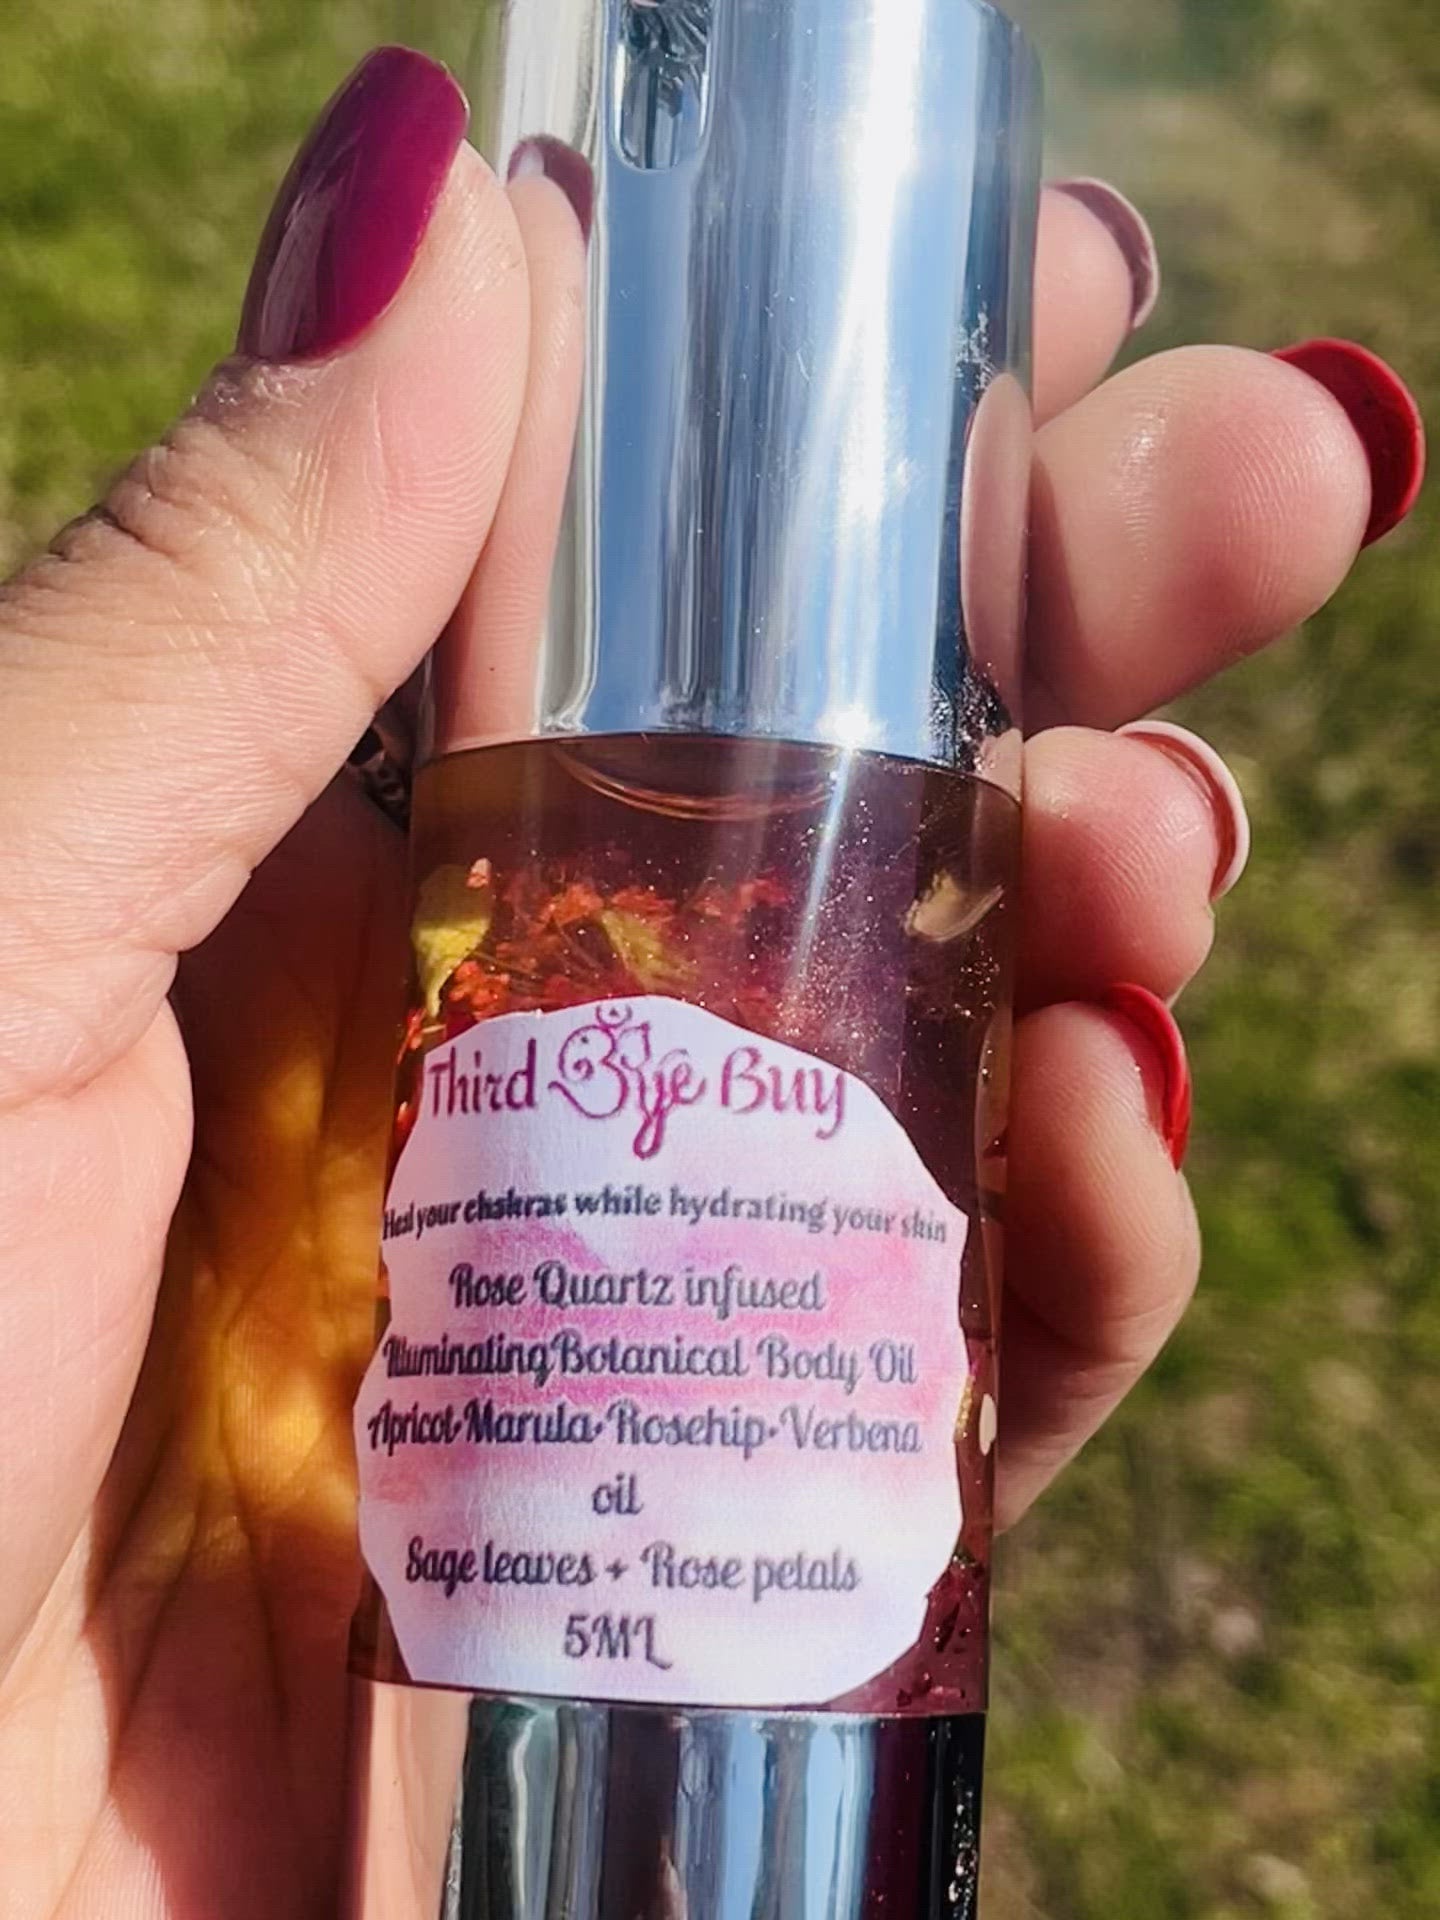 Third Eye Buy
Heal your chakras while hydrating your skin
Rose Quartz infused
Illuminating Botanical Body Oil
Apricot•Marula•Rosehip•Verbena
oil
Sage leaves + Rose petals
5ML